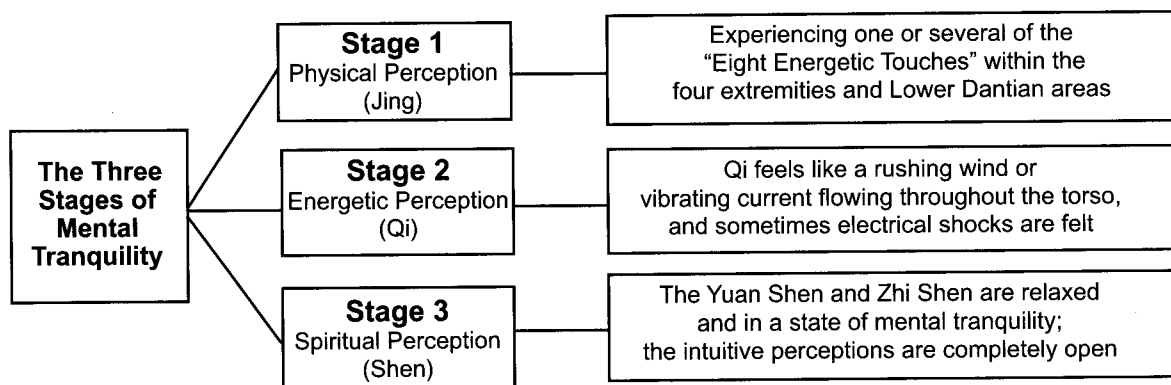 The Three
Stages of
Mental
Tranquility
Stage 1
Physical Perception
(Jing)
Experiencing one or several of the
“Eight Energetic Touches” within the
four extremities and Lower Dantian areas
Stage 2
Energetic Perception
(Qi)
Qi feels like a rushing wind or
vibrating current flowing throughout the torso,
and sometimes electrical shocks are felt
Stage 3
Spiritual Perception
(Shen)
The Yuan Shen and Zhi Shen are relaxed
and in a state of mental tranquility;
the intuitive perceptions are completely open